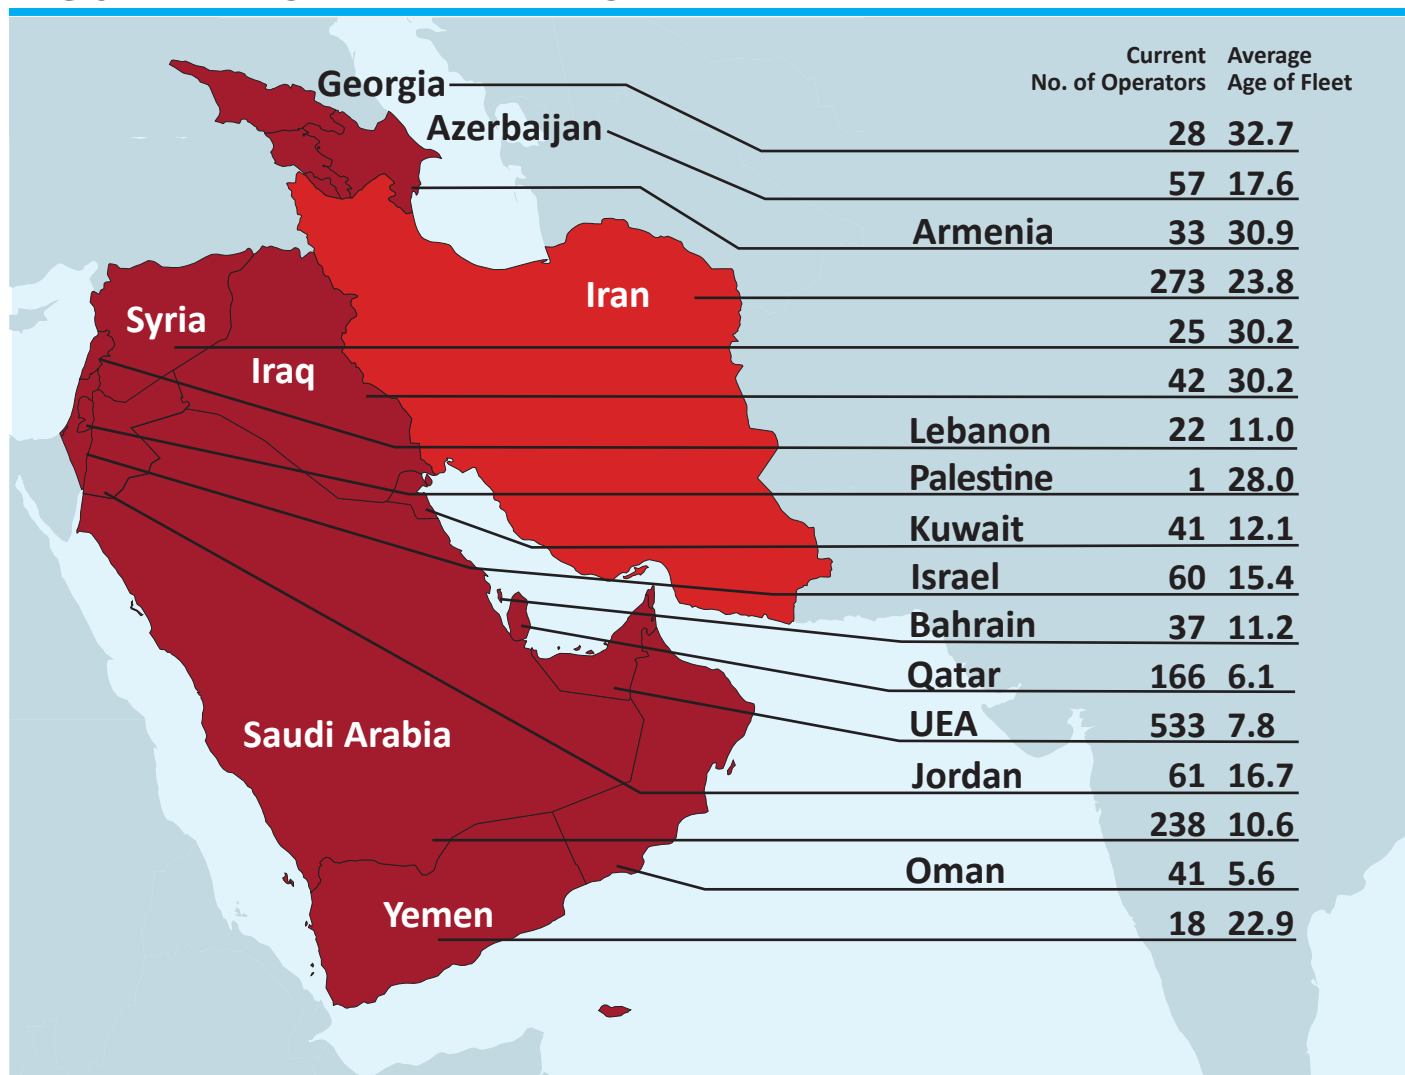 Current Average
No. of Operators Age of Fleet
Georgia 28 32.7
Azerbaijan 57 17.6
Armenia 33 30.9
Iran 273 23.8
Syria 25 30.2
Iraq 42 30.2
Lebanon 22 11.0
Palestine 1 28.0
Kuwait 41 12.1
Israel 60 15.4
Bahrain 37 11.2
Qatar 166 6.1
UEA 533 7.8
Jordan 61 16.7
Saudi Arabia 238 10.6
Oman 41 5.6
Yemen 18 22.9